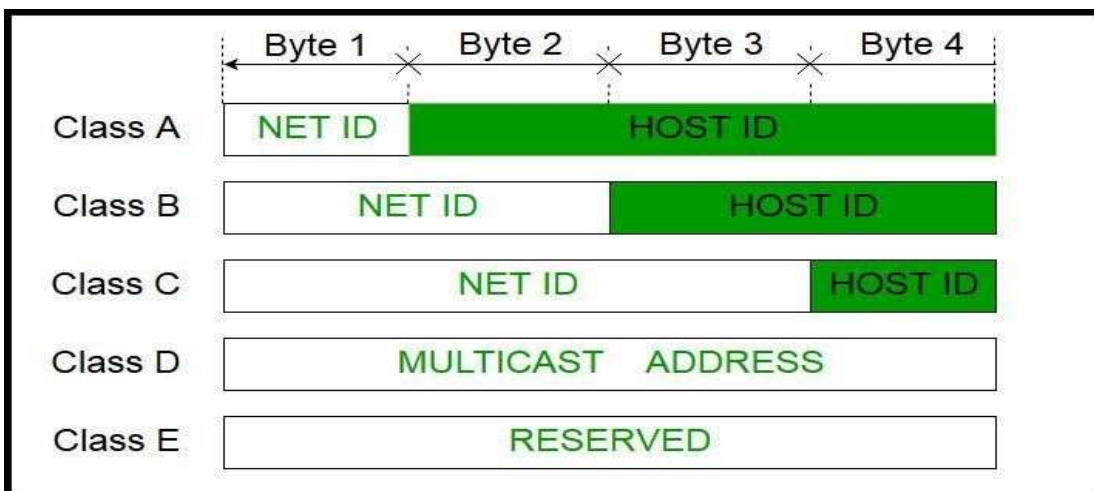 Byte 1 Byte 2 Byte 3 Byte 4
Class A NET ID HOST ID
Class B NET ID HOST ID
Class C NET ID HOST ID
Class D MULTICAST ADDRESS
Class E RESERVED